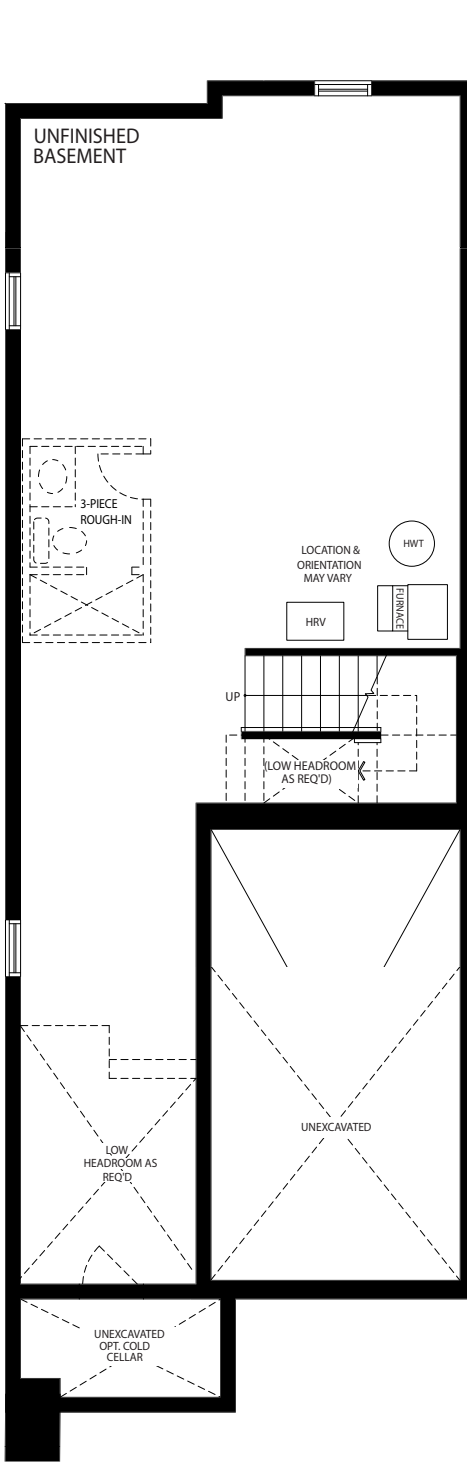 UNFINISHED
BASEMENT
3-PIECE
ROUGH-IN
LOCATION &
ORIENTATION
MAY VARY
HWT
FURNACE
HRV
UP
(LOW HEADROOM
AS REQ'D)
UNEXCAVATED
LOW
HEADROOM AS
REQ'D
UNEXCAVATED
OPT. COLD
CELLAR